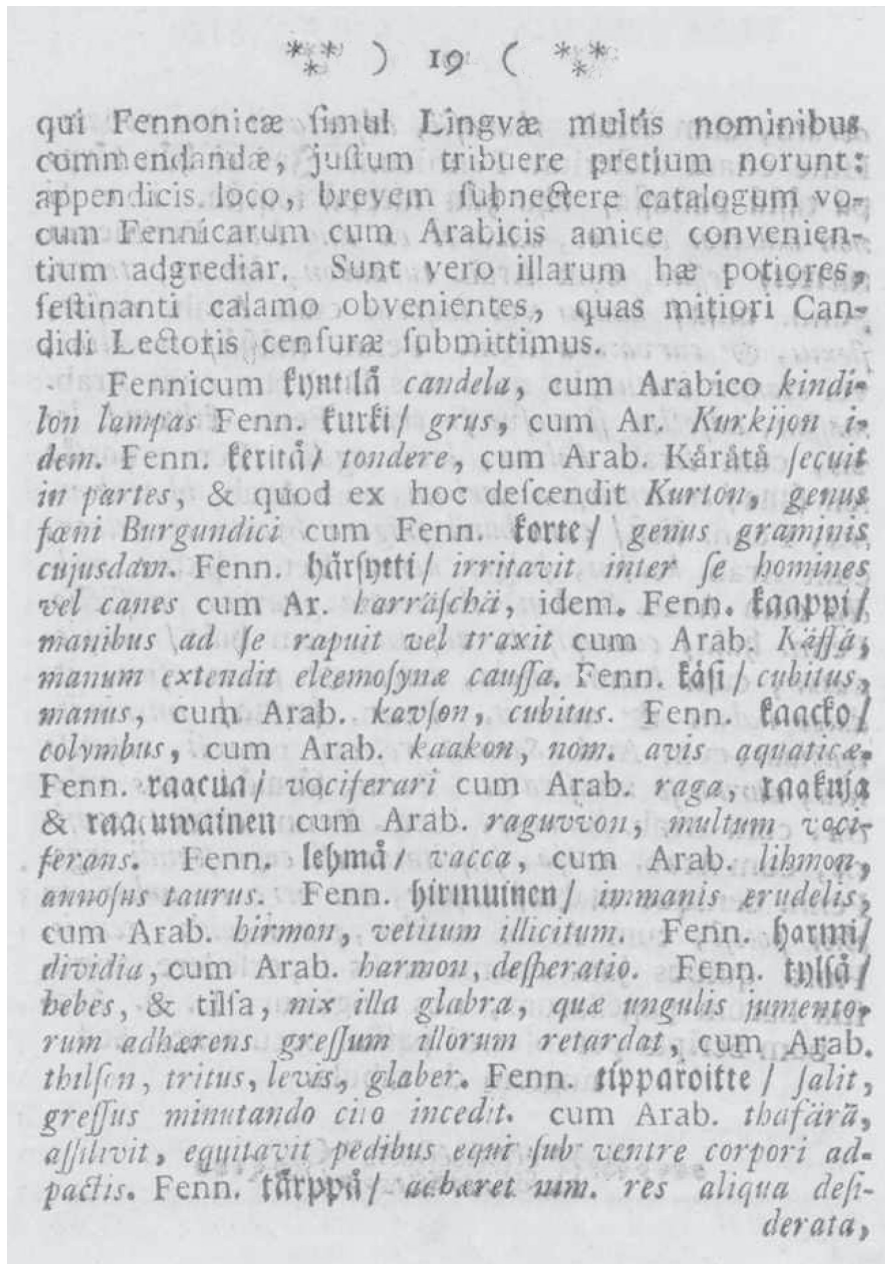 *⁎* ) 19 ( *⁎*
qui Fennonicæ ſimul Lingvæ multis nominibus
commendandæ, juſtum tribuere pretium norunt:
appendicis loco, brevem ſubnectere catalogum vo-
cum Fennicarum cum Arabicis amice convenien-
tium adgrediar. Sunt vero illarum hæ potiores,
feſtinanti calamo obvenientes, quas mitiori Can-
didi Lectoris cenſuræ ſubmittimus.
Fennicum kyntilå candela, cum Arabico kindi-
lon lampas Fenn. kurki/ grus, cum Ar. Kurkijon i-
dem. Fenn. keritå/ tondere, cum Arab. Kåråtå ſecuit
in partes, & quod ex hoc deſcendit Kurton, genus
fœni Burgundici cum Fenn. korte/ genus graminis
cujusdam. Fenn. hårſytti/ irritavit, inter ſe homines
vel canes cum Ar. harräſchä, idem. Fenn. kaappi/
manibus ad ſe rapuit vel traxit cum Arab. Käffá,
manum extendit eleemoſynæ cauſſa. Fenn. kåſi/ cubitus,
manus, cum Arab. kavſon, cubitus. Fenn. kaacko/
colymbus, cum Arab. kaakon, nom. avis aquaticæ.
Fenn. raacua/ vociferari cum Arab. raga, raakuja
& raacuwainen cum Arab. raguvvon, multum voci-
ferans. Fenn. lehmå/ vacca, cum Arab. lihmon,
annoſus taurus. Fenn. hirmuinen/ immanis crudelis,
cum Arab. hirmon, vetitum illicitum. Fenn. harmi/
dividia, cum Arab. harmon, deſperatio. Fenn. tylſå/
hebes, & tilſa, nix illa glabra, quæ ungulis jumento-
rum adhærens greſſum illorum retardat, cum Arab.
thilſon, tritus, levis, glaber. Fenn. tipparoitte/ ſalit,
greſſus minutando cito incedit. cum Arab. thafärä,
aſſilivit, equitavit pedibus equi ſub ventre corpori ad-
pactis. Fenn. tårppå/ adhæret num. res aliqua deſi-
derata,